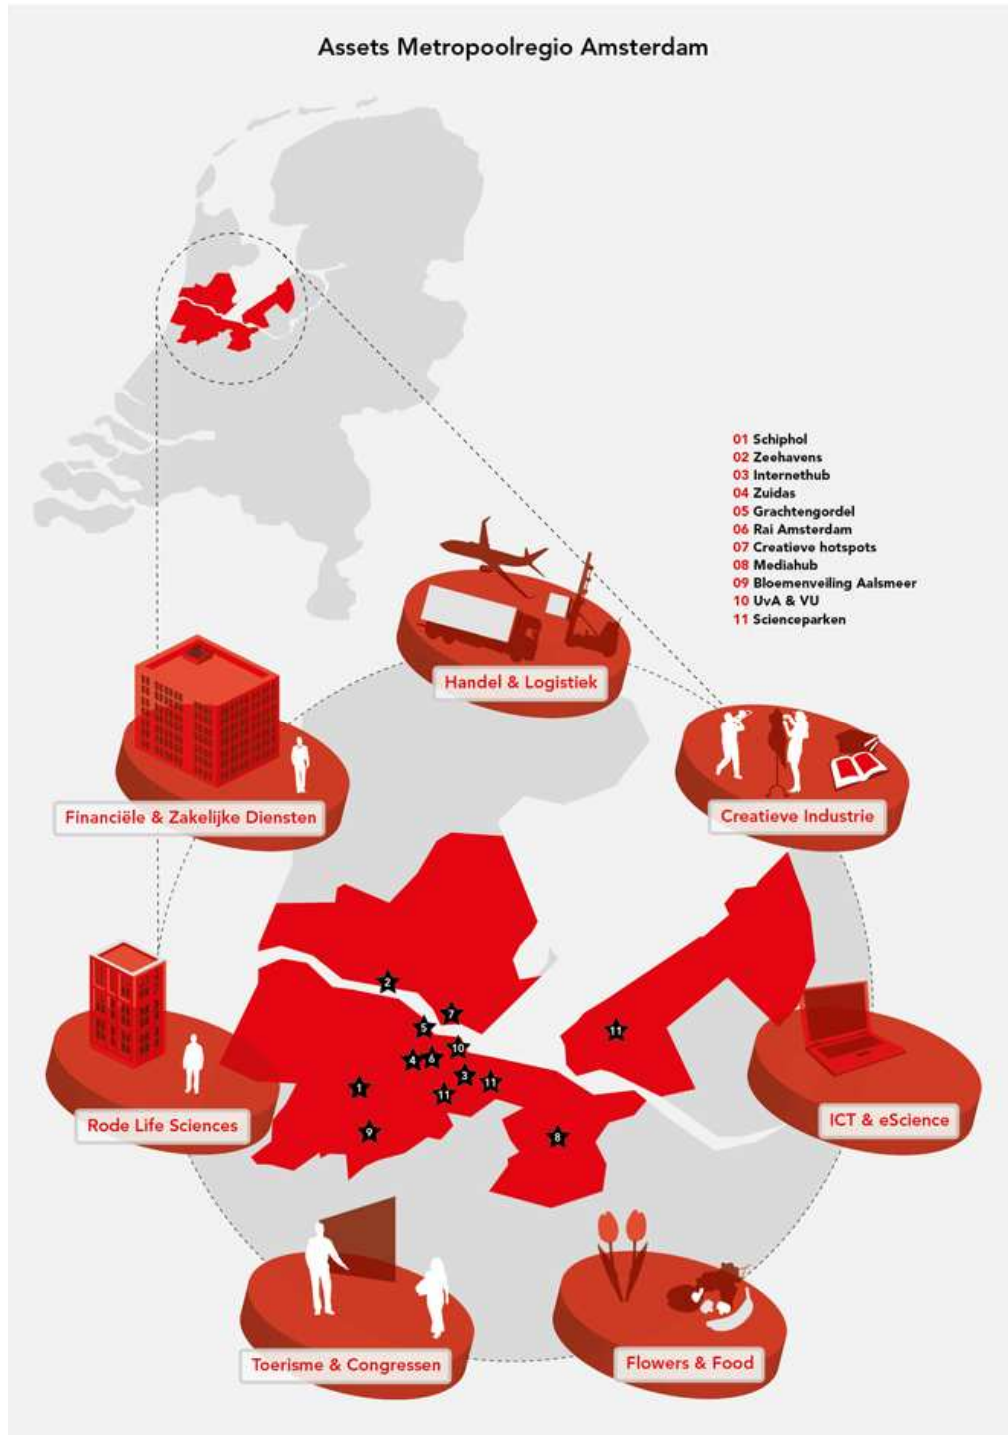 Assets Metropoolregio Amsterdam
01 Schiphol
02 Zeehavens
03 Internethub
04 Zuidas
05 Grachtengordel
06 Rai Amsterdam
07 Creatieve hotspots
08 Mediahub
09 Bloemenveiling Aalsmeer
10 UvA & VU
11 Scienceparken
Handel & Logistiek
Financiële & Zakelijke Diensten
Creatieve Industrie
2
7
5
10
11
4
6
3
11
1
11
9
8
Rode Life Sciences
ICT & eScience
Toerisme & Congressen
Flowers & Food